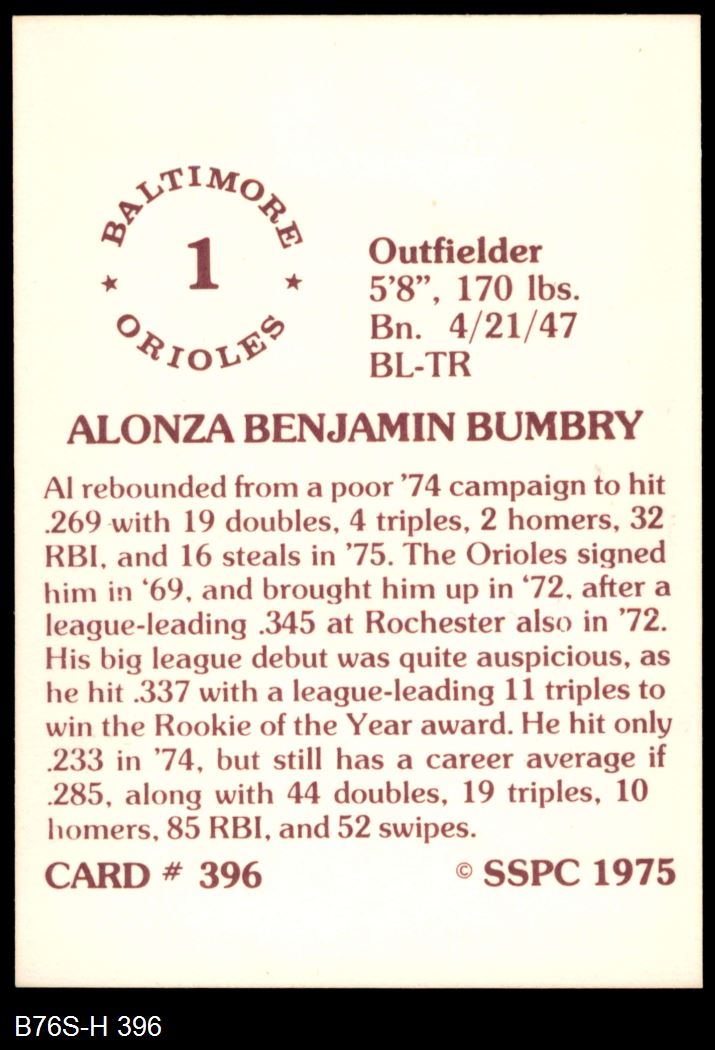 BALTIMORE
1
★ ★
ORIOLES
Outfielder
5'8”, 170 lbs.
Bn. 4/21/47
BL-TR
ALONZA BENJAMIN BUMBRY
Al rebounded from a poor ’74 campaign to hit
.269 with 19 doubles, 4 triples, 2 homers, 32
RBI, and 16 steals in ’75. The Orioles signed
him in ‘69, and brought him up in ‘72, after a
league-leading .345 at Rochester also in ’72.
His big league debut was quite auspicious, as
he hit .337 with a league-leading 11 triples to
win the Rookie of the Year award. He hit only
.233 in ’74, but still has a career average if
.285, along with 44 doubles, 19 triples, 10
homers, 85 RBI, and 52 swipes.
CARD # 396 © SSPC 1975
B76S-H 396